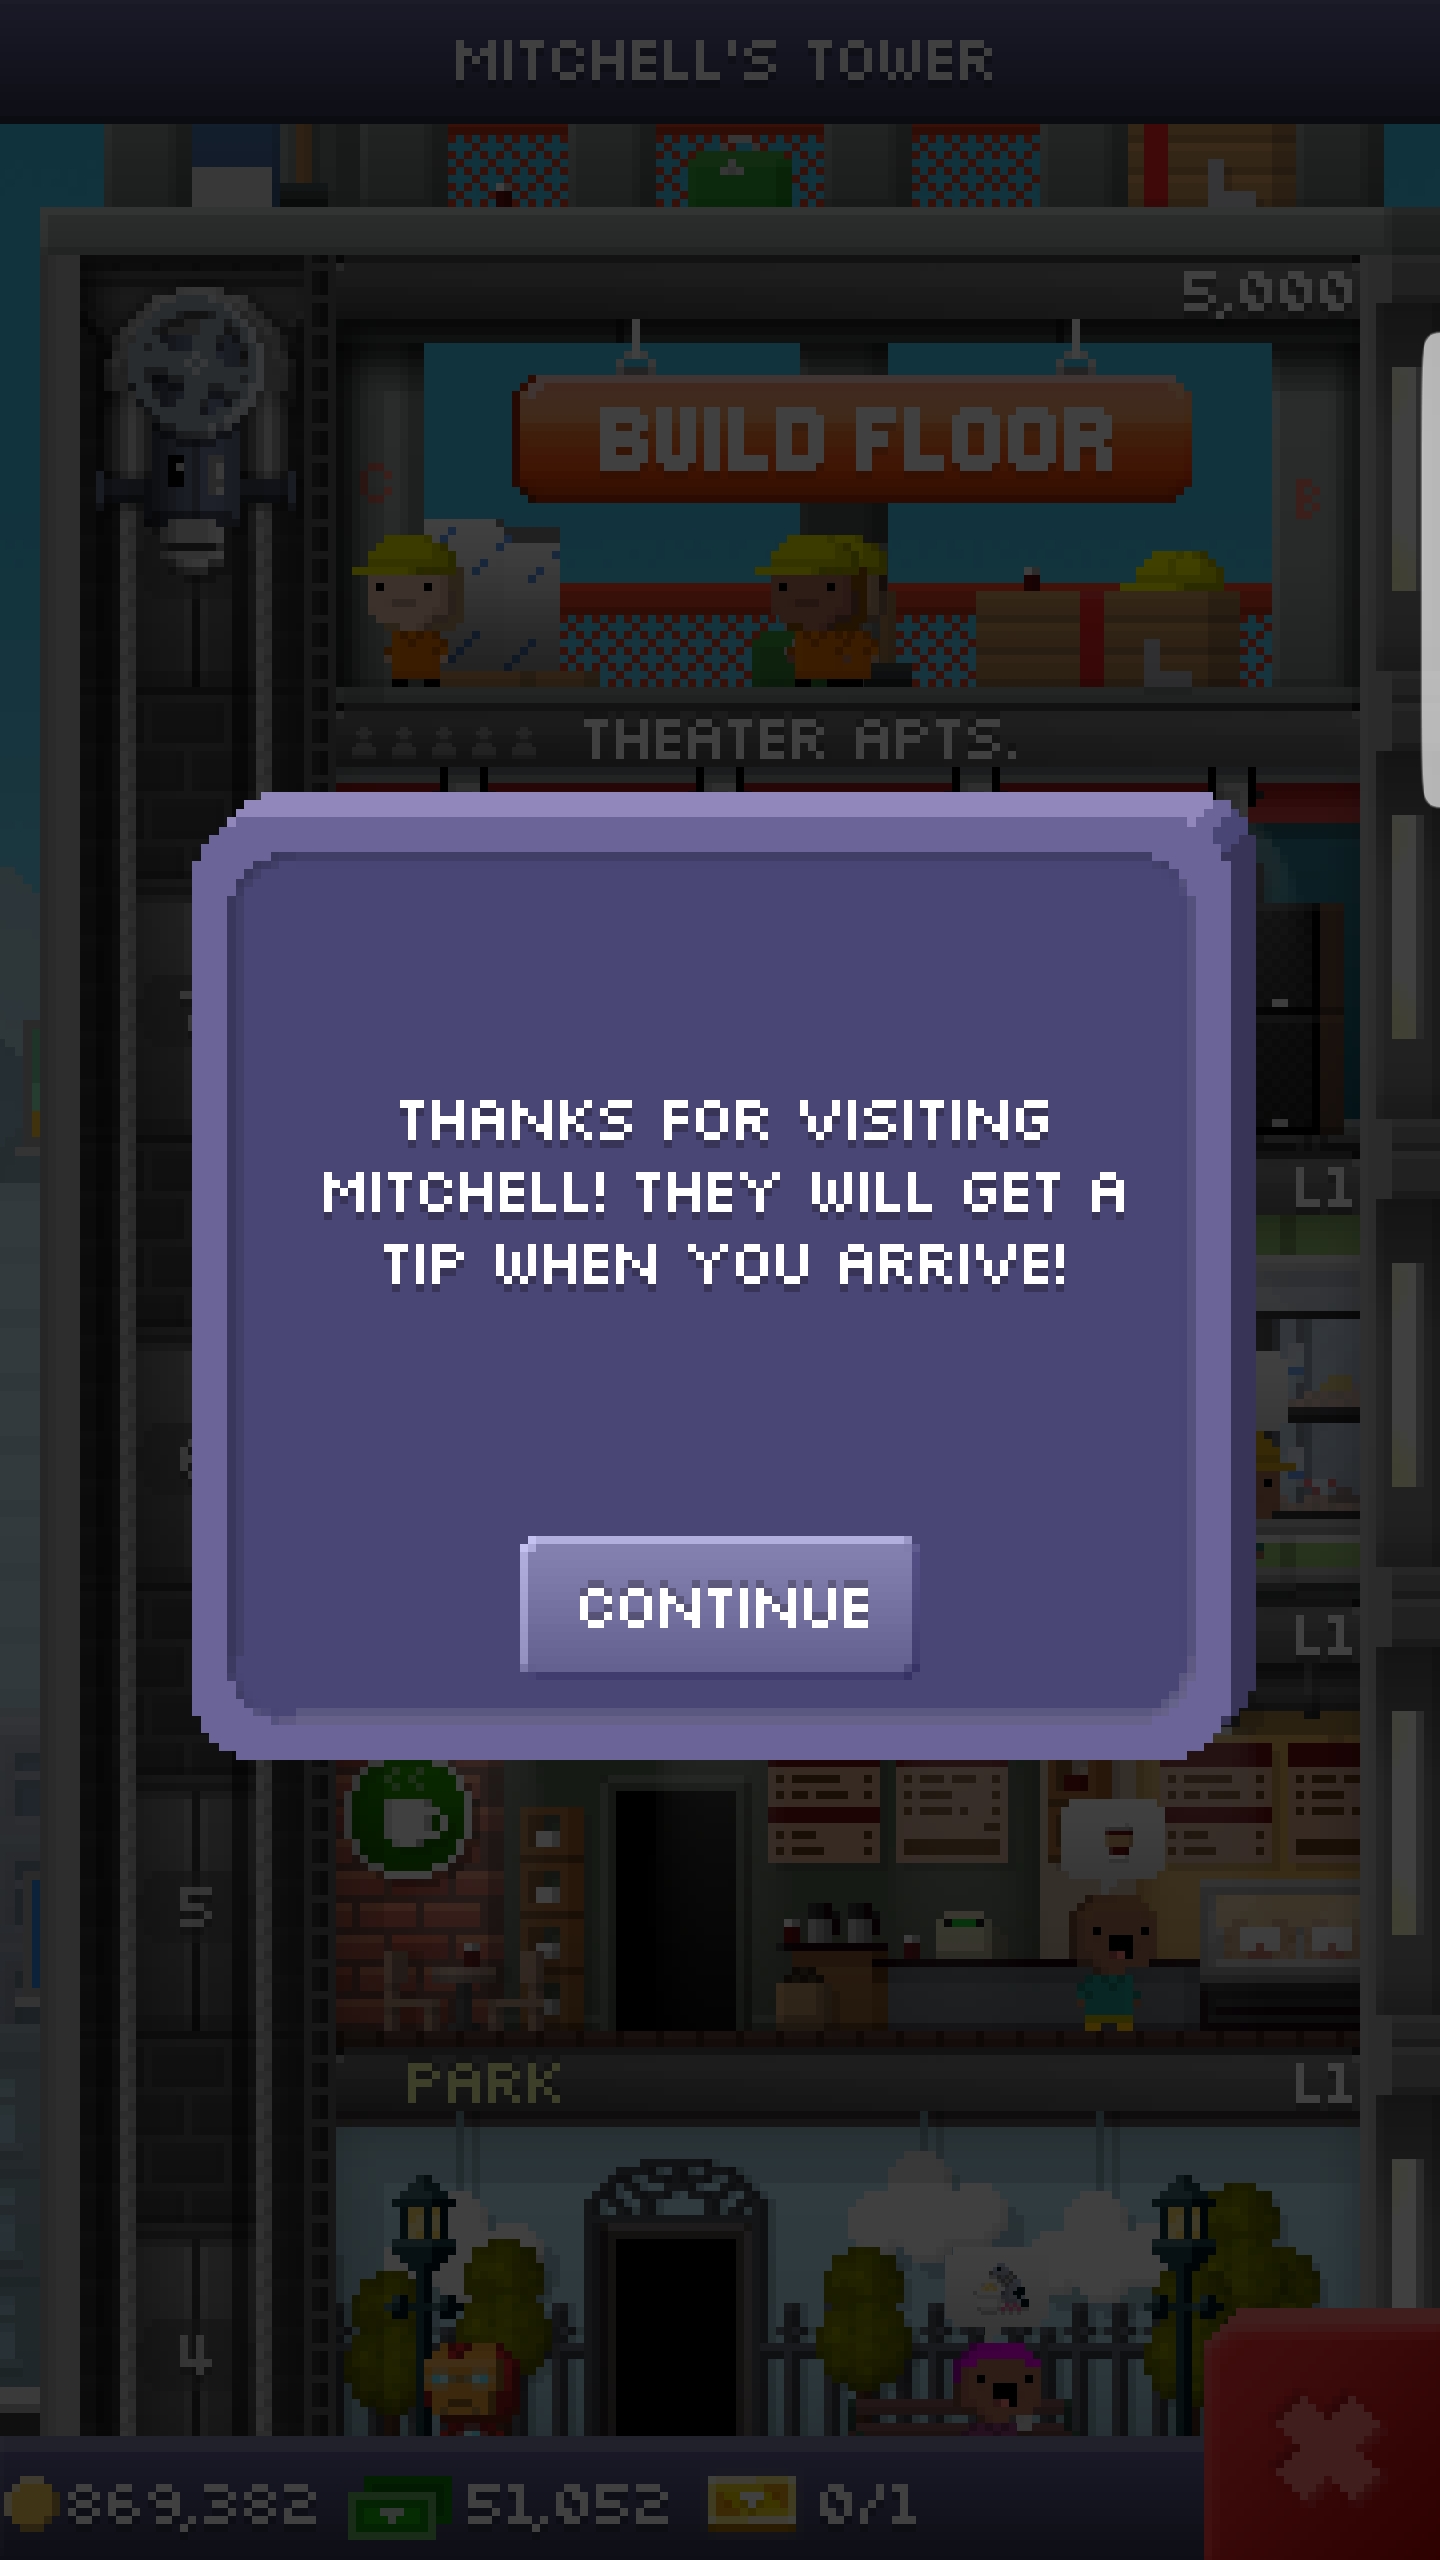 MITCHELL'S TOWER
5,000
BUILD FLOOR
C
B
THEATER APTS.
THANKS FOR VISITING
MITCHELL! THEY WILL GET A
TIP WHEN YOU ARRIVE!
L1
L1
CONTINUE
5
PARK
L1
4
869,382
51,052
0/1